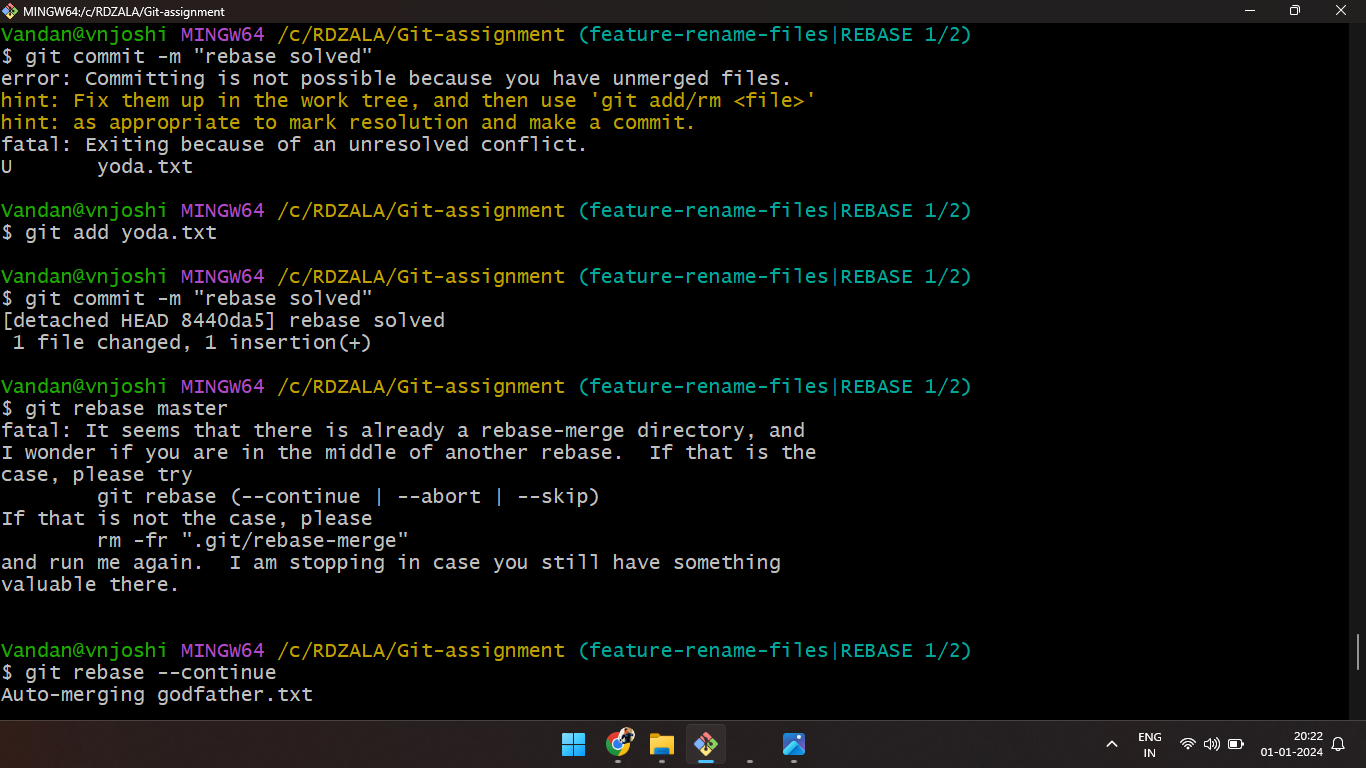 MINGW64:/c/RDZALA/Git-assignment
Vandan@vnjoshi MINGW64 /c/RDZALA/Git-assignment (feature-rename-files|REBASE 1/2)
$ git commit -m "rebase solved"
error: Committing is not possible because you have unmerged files.
hint: Fix them up in the work tree, and then use 'git add/rm <file>'
hint: as appropriate to mark resolution and make a commit.
fatal: Exiting because of an unresolved conflict.
U       yoda.txt
Vandan@vnjoshi MINGW64 /c/RDZALA/Git-assignment (feature-rename-files|REBASE 1/2)
$ git add yoda.txt
Vandan@vnjoshi MINGW64 /c/RDZALA/Git-assignment (feature-rename-files|REBASE 1/2)
$ git commit -m "rebase solved"
[detached HEAD 8440da5] rebase solved
 1 file changed, 1 insertion(+)
Vandan@vnjoshi MINGW64 /c/RDZALA/Git-assignment (feature-rename-files|REBASE 1/2)
$ git rebase master
fatal: It seems that there is already a rebase-merge directory, and
I wonder if you are in the middle of another rebase.  If that is the
case, please try
        git rebase (--continue | --abort | --skip)
If that is not the case, please
        rm -fr ".git/rebase-merge"
and run me again.  I am stopping in case you still have something
valuable there.
Vandan@vnjoshi MINGW64 /c/RDZALA/Git-assignment (feature-rename-files|REBASE 1/2)
$ git rebase --continue
Auto-merging godfather.txt
ENG
IN
20:22
01-01-2024